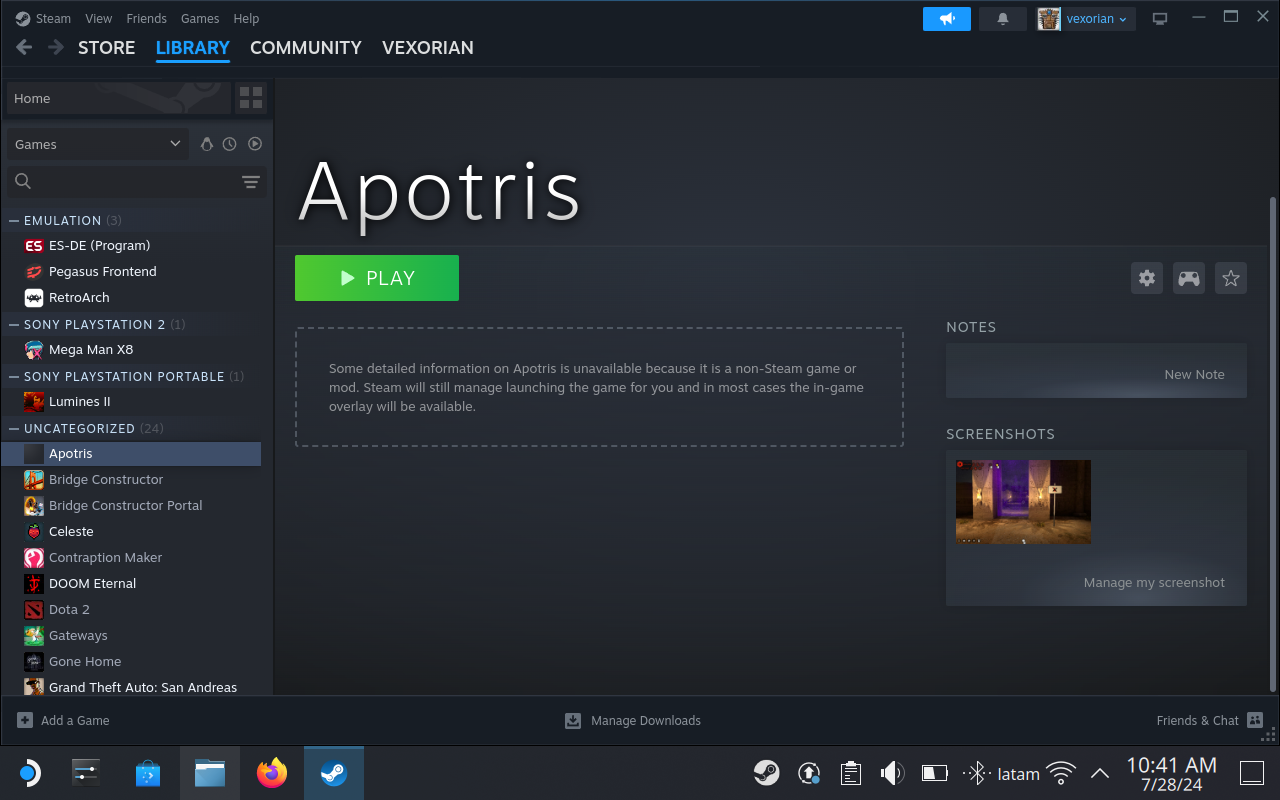 Steam View Friends Games Help
vexorian
STORE LIBRARY COMMUNITY VEXORIAN
Home
Games
EMULATION (3)
ES-DE (Program)
Pegasus Frontend
RetroArch
SONY PLAYSTATION 2 (1)
Mega Man X8
SONY PLAYSTATION PORTABLE (1)
Lumines II
UNCATEGORIZED (24)
Apotris
Bridge Constructor
Bridge Constructor Portal
Celeste
Contraption Maker
DOOM Eternal
Dota 2
Gateways
Gone Home
Grand Theft Auto: San Andreas
Apotris
PLAY
Some detailed information on Apotris is unavailable because it is a non-Steam game or
mod. Steam will still manage launching the game for you and in most cases the in-game
overlay will be available.
NOTES
New Note
SCREENSHOTS
Manage my screenshot
Add a Game
Manage Downloads
Friends & Chat
latam
10:41 AM
7/28/24